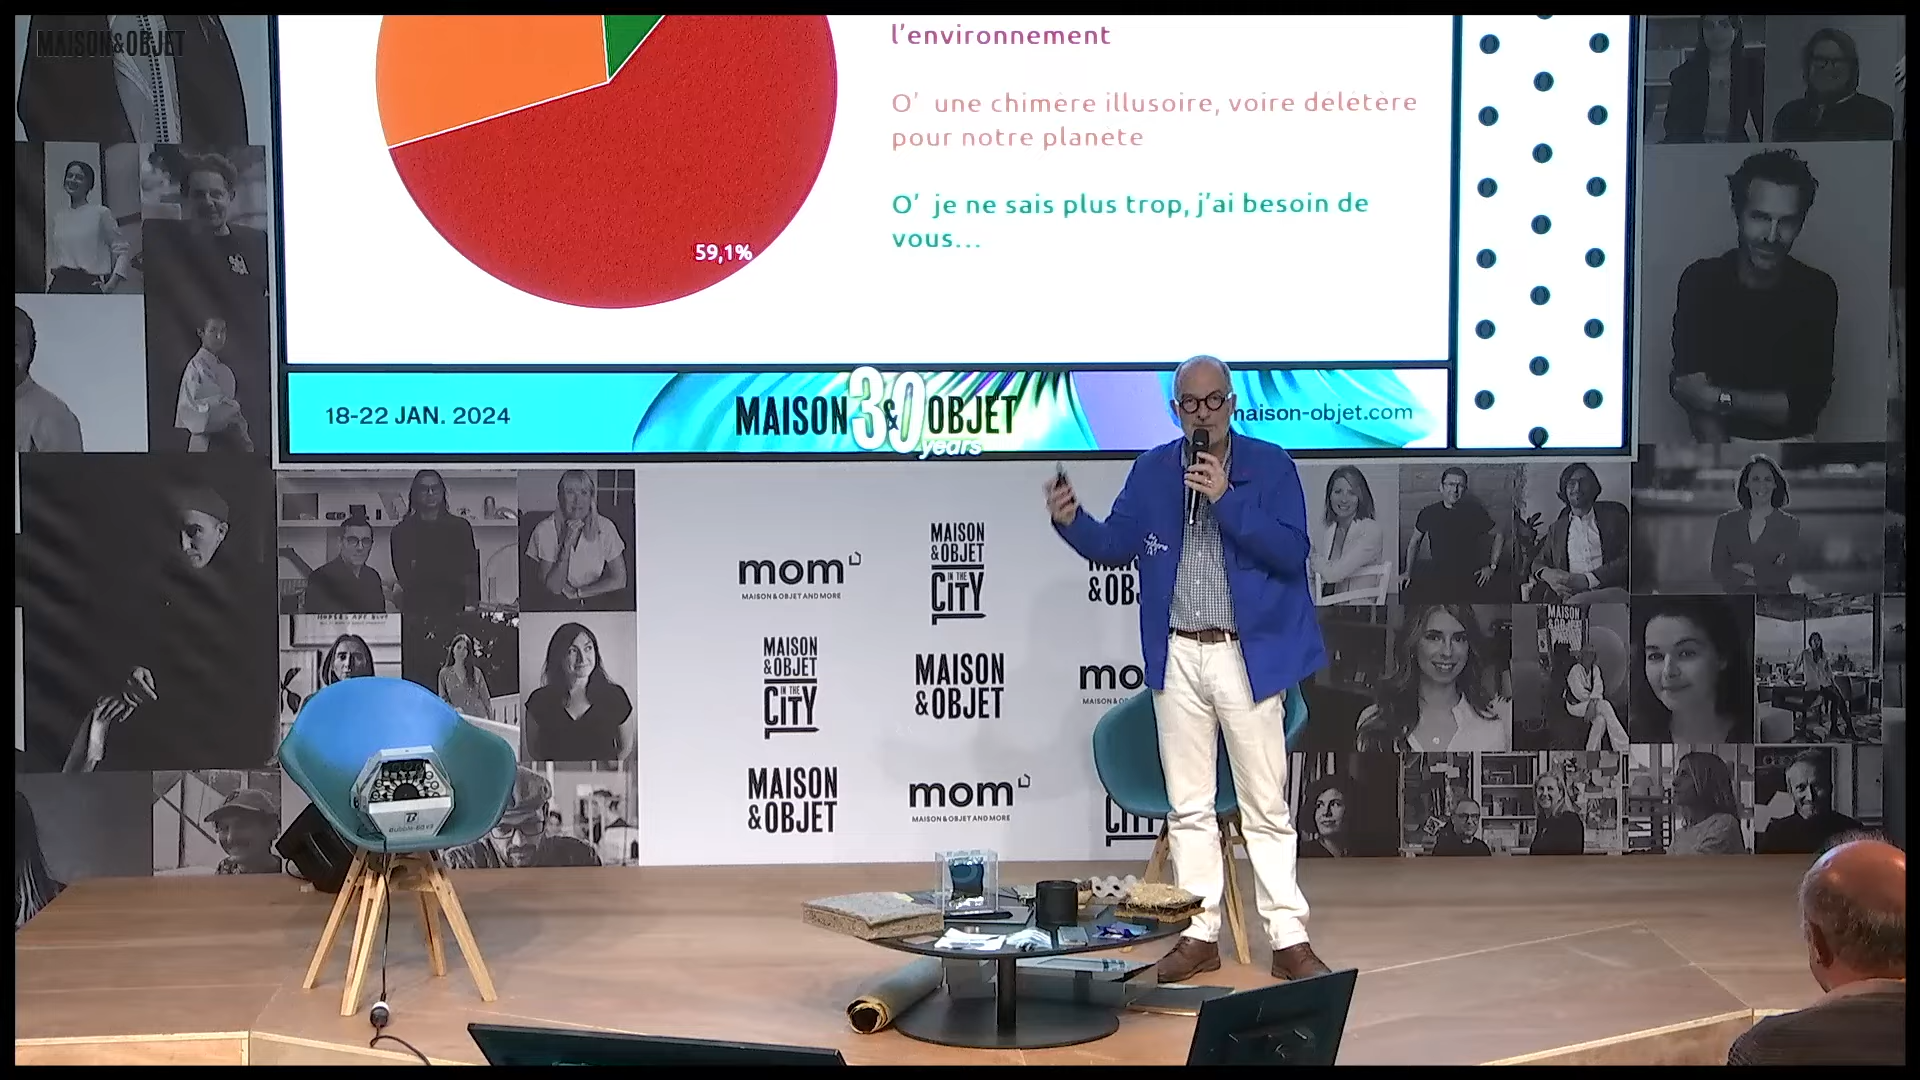 MAISON&OBJET
l'environnement
O' une chimère illusoire, voire délétère
pour notre planete
O' je ne sais plus trop, j'ai besoin de
vous...
59,1%
18-22 JAN. 2024
MAISON
30
&
OBJET
years
maison-objet.com
mom
MAISON & OBJET AND MORE
MAISON
&OBJET
IN THE
CITY
MAISON
&OBJET
IN THE
CITY
MAISON
&OBJET
mo
MAISON
&OBJET
mom
MAISON & OBJET AND MORE
&OB